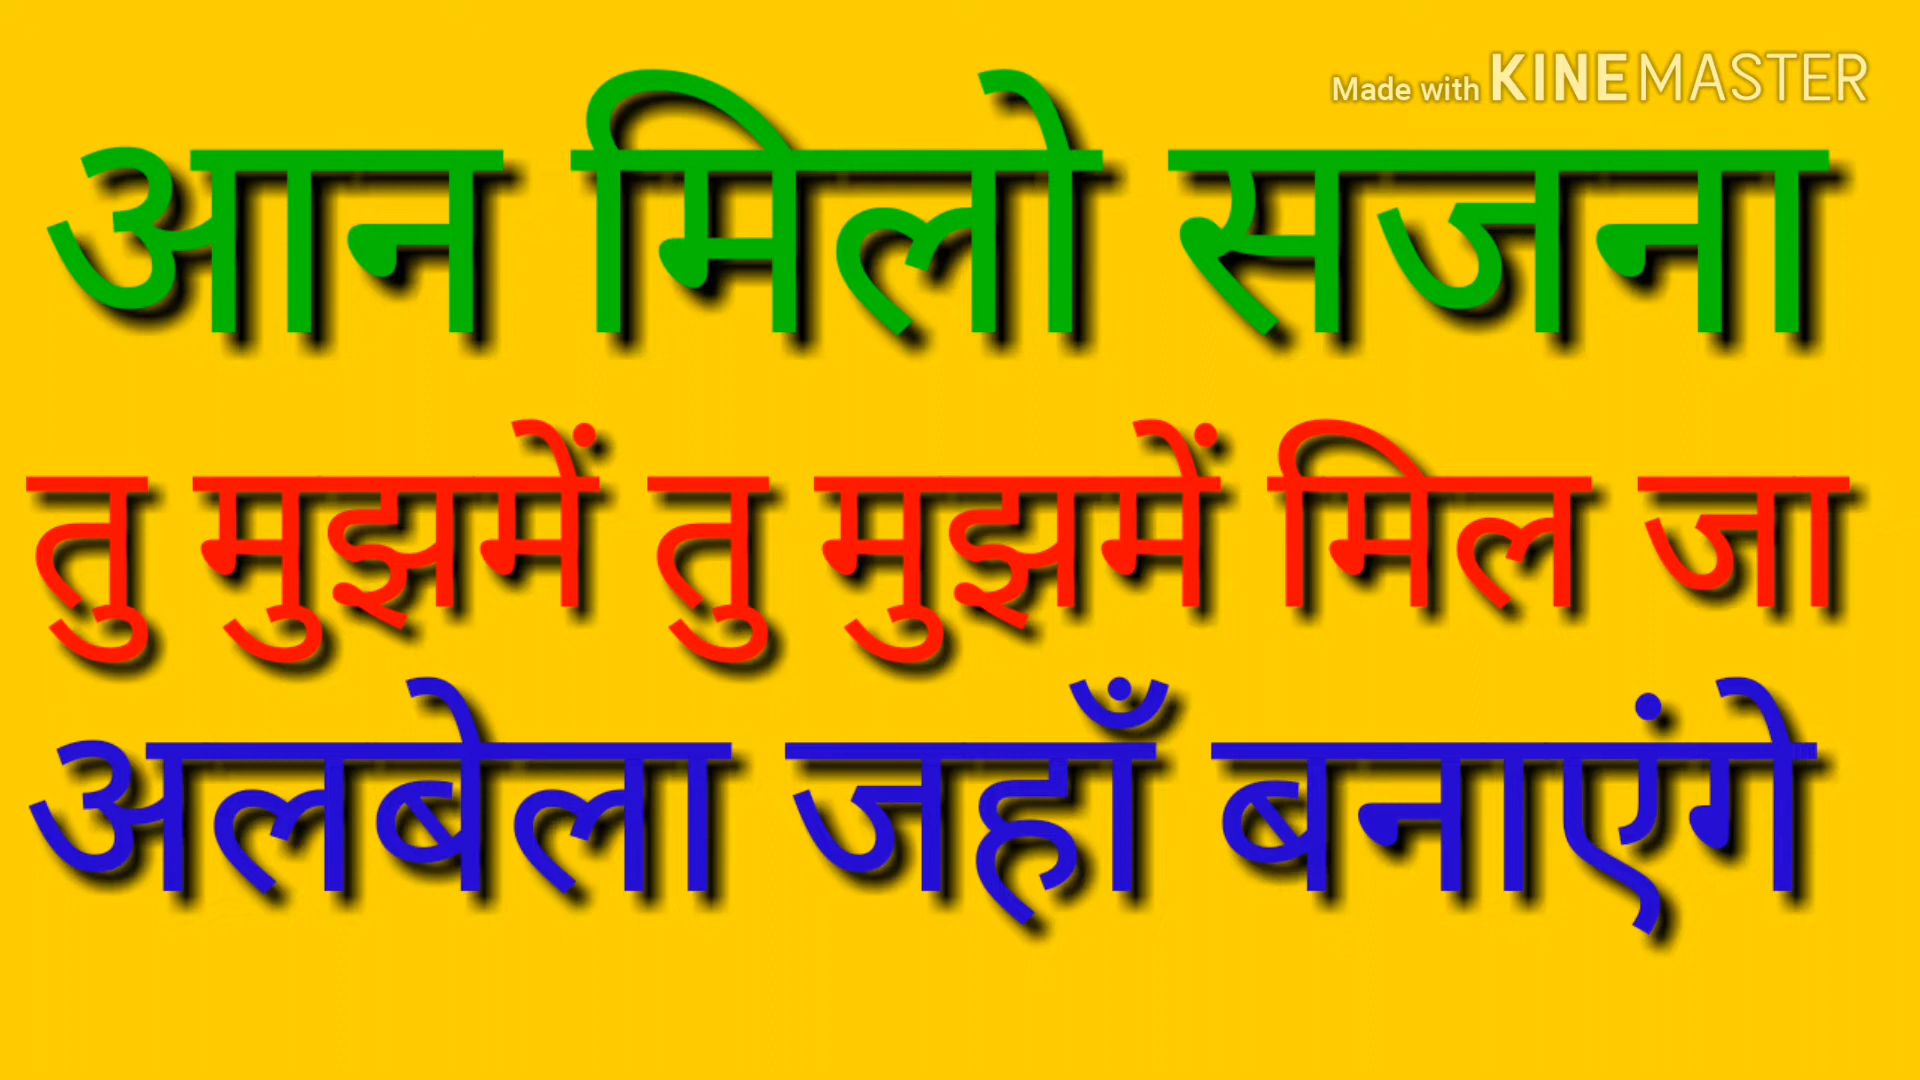 Made with KINEMASTER
आन मिलो सजना
तु मुझमें तु मुझमें मिल जा
अलबेला जहाँ बनाएंगे